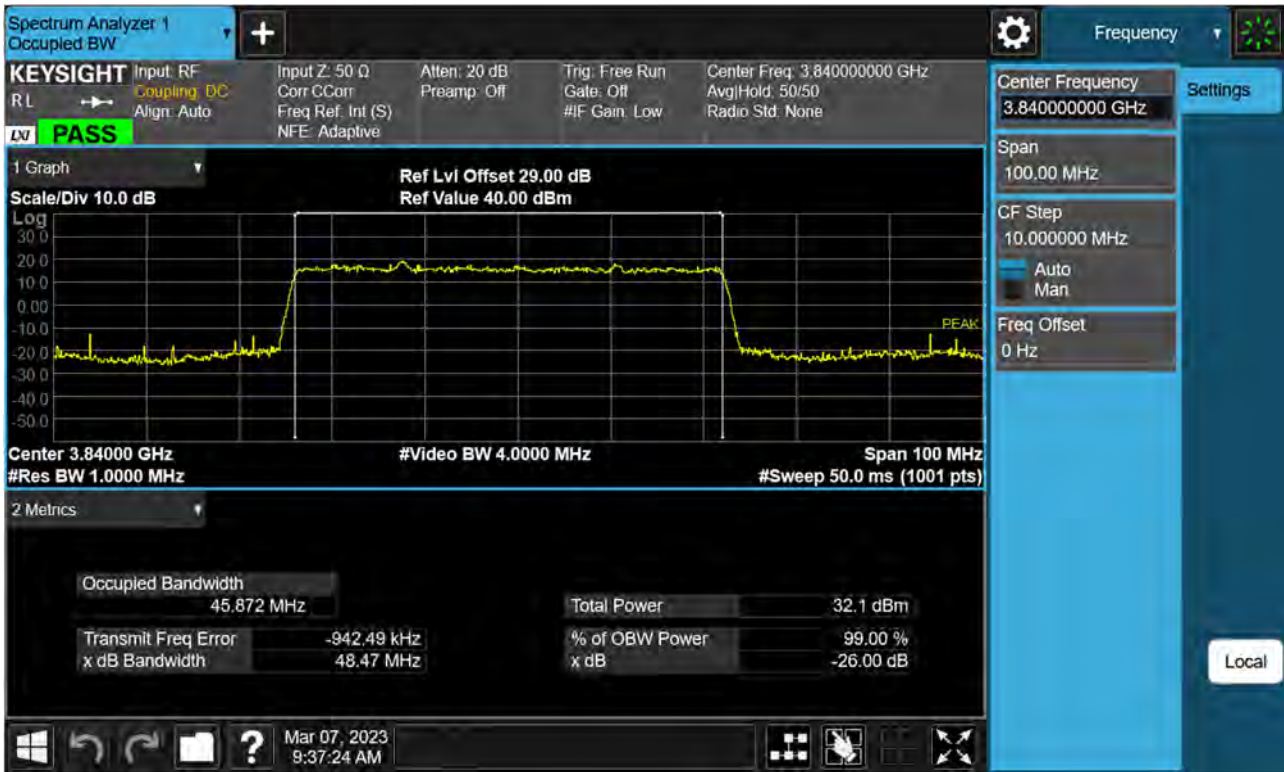 Spectrum Analyzer 1
Occupied BW
+
Frequency
KEYSIGHT
R L
LXI PASS
Input: RF
Coupling: DC
Align: Auto
Input Z: 50 Ω
Corr CCorr
Freq Ref: Int (S)
NFE: Adaptive
Atten: 20 dB
Preamp: Off
Trig: Free Run
Gate: Off
#IF Gain: Low
Center Freq: 3.840000000 GHz
Avg|Hold: 50/50
Radio Std: None
1 Graph
Scale/Div 10.0 dB
Ref Lvl Offset 29.00 dB
Ref Value 40.00 dBm
Log
30.0
20.0
10.0
0.00
-10.0
-20.0
-30.0
-40.0
-50.0
PEAK
Center 3.84000 GHz
#Res BW 1.0000 MHz
#Video BW 4.0000 MHz
Span 100 MHz
#Sweep 50.0 ms (1001 pts)
2 Metrics
Occupied Bandwidth
45.872 MHz
Transmit Freq Error -942.49 kHz
x dB Bandwidth 48.47 MHz
Total Power 32.1 dBm
% of OBW Power 99.00 %
x dB -26.00 dB
Center Frequency
3.840000000 GHz
Span
100.00 MHz
CF Step
10.000000 MHz
Auto
Man
Freq Offset
0 Hz
Settings
Local
?
Mar 07, 2023
9:37:24 AM